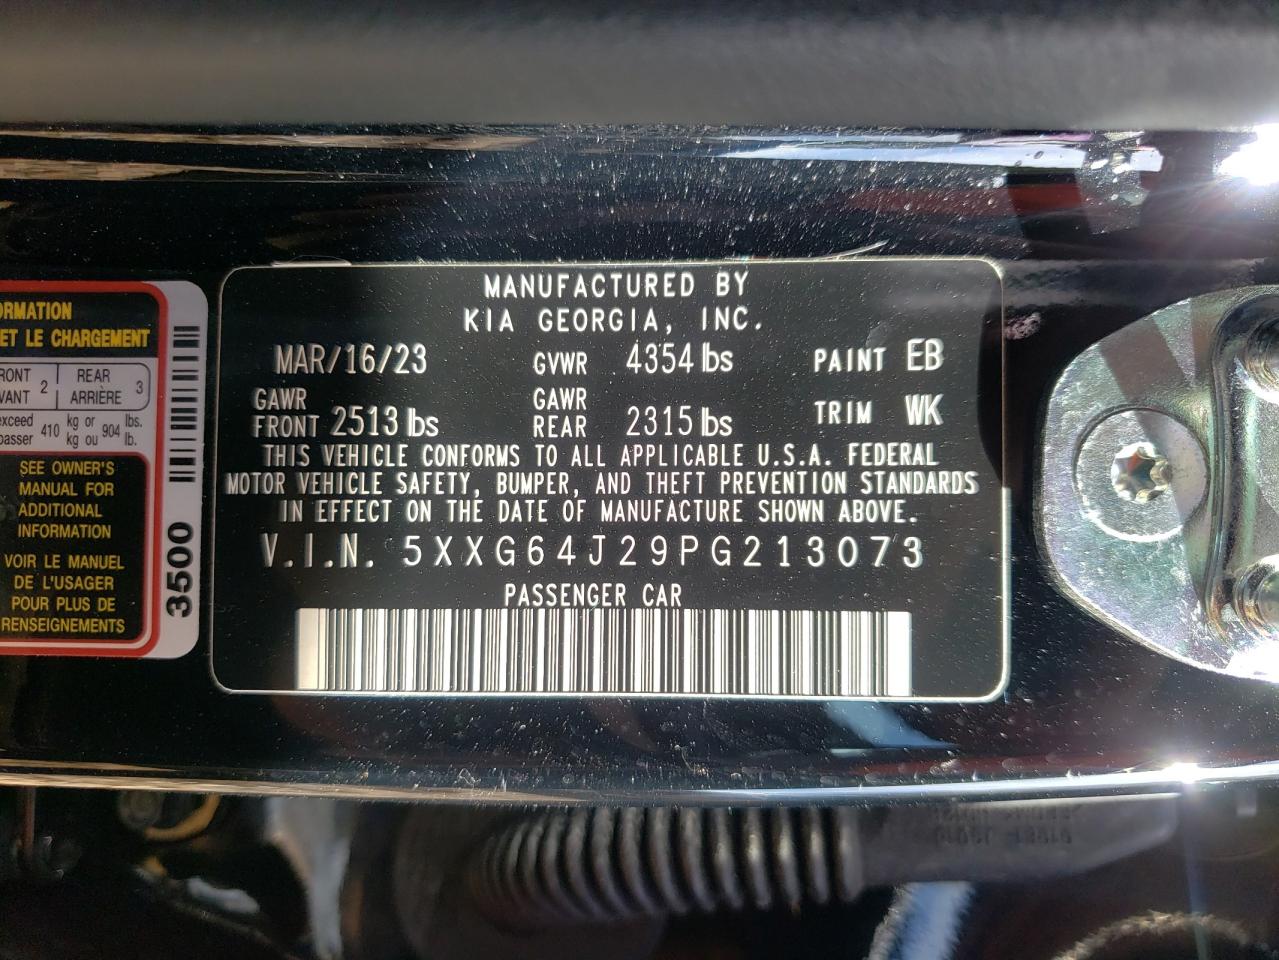 ORMATION
ET LE CHARGEMENT
RONT 2 REAR 3
VANT ARRIÈRE
exceed 410 kg or 904 lb.
passer kg ou lbs.
SEE OWNER'S
MANUAL FOR
ADDITIONAL
INFORMATION
VOIR LE MANUEL
DE L'USAGER
POUR PLUS DE
RENSEIGNEMENTS
3500
MANUFACTURED BY
KIA GEORGIA, INC.
MAR/16/23 GVWR 4354 lbs PAINT EB
GAWR GAWR
FRONT 2513 lbs REAR 2315 lbs TRIM WK
THIS VEHICLE CONFORMS TO ALL APPLICABLE U.S.A. FEDERAL
MOTOR VEHICLE SAFETY, BUMPER, AND THEFT PREVENTION STANDARDS
IN EFFECT ON THE DATE OF MANUFACTURE SHOWN ABOVE.
V.I.N. 5XXG64J29PG213073
PASSENGER CAR